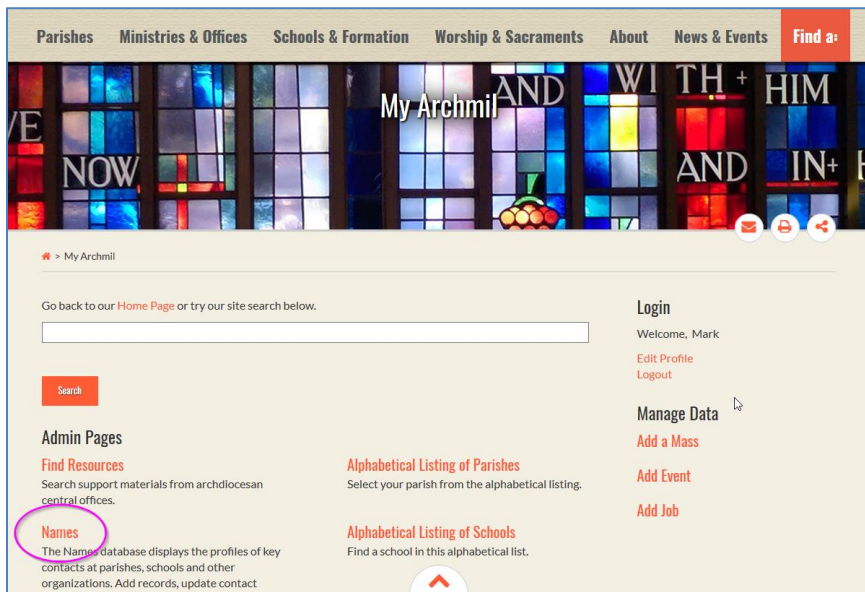 Parishes Ministries & Offices Schools & Formation Worship & Sacraments About News & Events Find a:
My Archmil
VE NOW AND WITH + HIM AND IN+ H
> My Archmil
Go back to our Home Page or try our site search below.
Search
Admin Pages
Find Resources
Search support materials from archdiocesan
central offices.
Names
The Names database displays the profiles of key
contacts at parishes, schools and other
organizations. Add records, update contact
Alphabetical Listing of Parishes
Select your parish from the alphabetical listing.
Alphabetical Listing of Schools
Find a school in this alphabetical list.
Login
Welcome, Mark
Edit Profile
Logout
Manage Data
Add a Mass
Add Event
Add Job